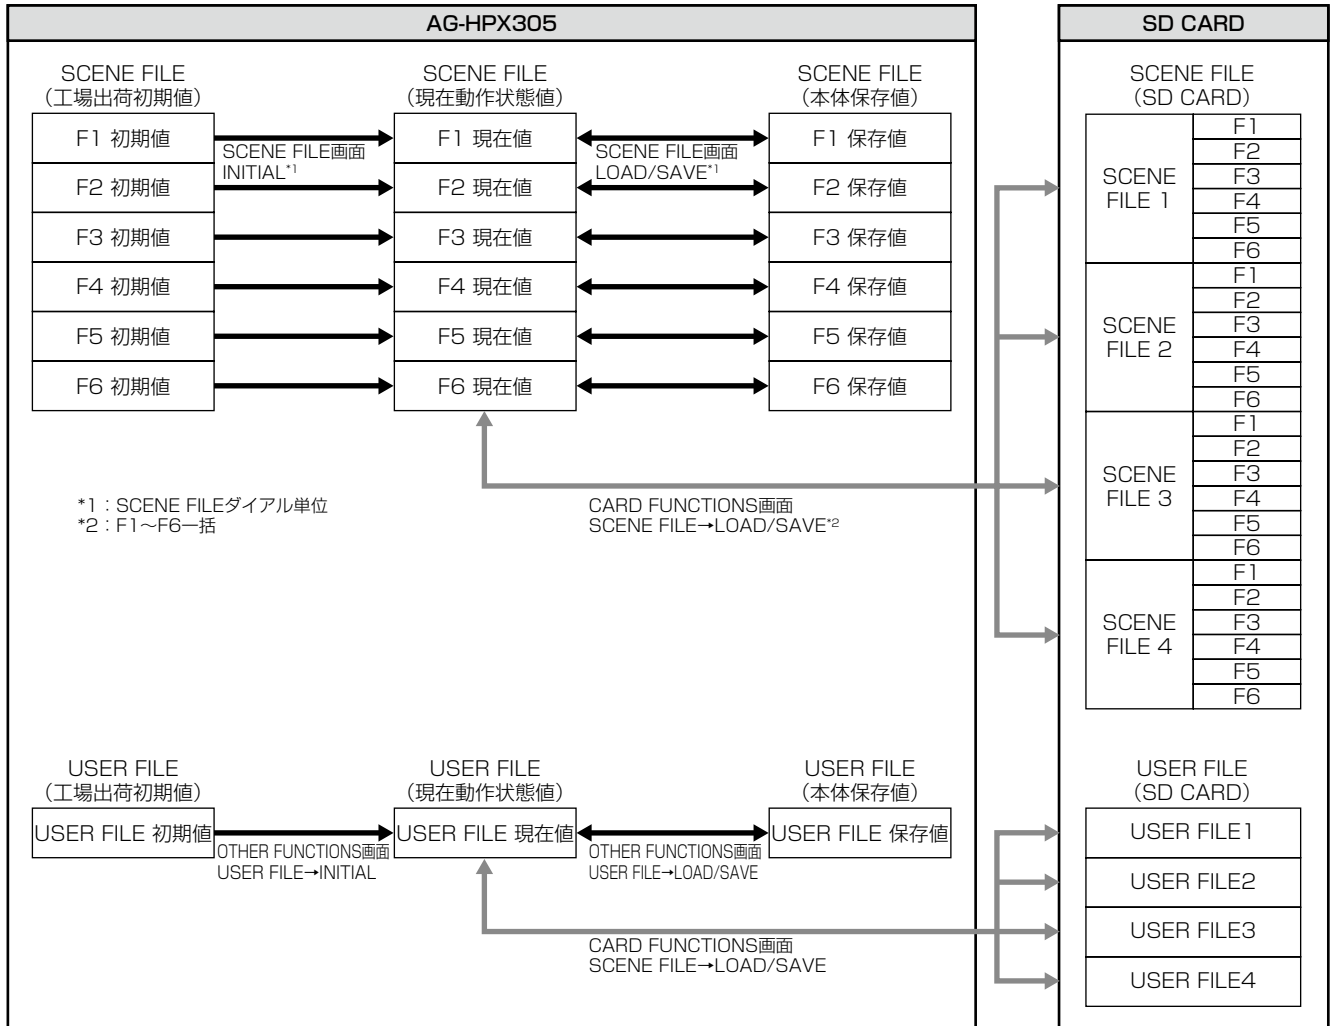 AG-HPX305
SD CARD
SCENE FILE
（工場出荷初期値）
SCENE FILE
（現在動作状態値）
SCENE FILE
（本体保存値）
SCENE FILE
（SD CARD）
F1 初期値
F2 初期値
F3 初期値
F4 初期値
F5 初期値
F6 初期値
SCENE FILE画面
INITIAL*1
F1 現在値
F2 現在値
F3 現在値
F4 現在値
F5 現在値
F6 現在値
SCENE FILE画面
LOAD/SAVE*1
F1 保存値
F2 保存値
F3 保存値
F4 保存値
F5 保存値
F6 保存値
SCENE
FILE 1
F1
F2
F3
F4
F5
F6
SCENE
FILE 2
F1
F2
F3
F4
F5
F6
SCENE
FILE 3
F1
F2
F3
F4
F5
F6
SCENE
FILE 4
F1
F2
F3
F4
F5
F6
*1：SCENE FILEダイアル単位
*2：F1～F6一括
CARD FUNCTIONS画面
SCENE FILE→LOAD/SAVE*2
USER FILE
（工場出荷初期値）
USER FILE
（現在動作状態値）
USER FILE
（本体保存値）
USER FILE
（SD CARD）
USER FILE 初期値
OTHER FUNCTIONS画面
USER FILE→INITIAL
USER FILE 現在値
OTHER FUNCTIONS画面
USER FILE→LOAD/SAVE
USER FILE 保存値
USER FILE1
USER FILE2
USER FILE3
USER FILE4
CARD FUNCTIONS画面
SCENE FILE→LOAD/SAVE